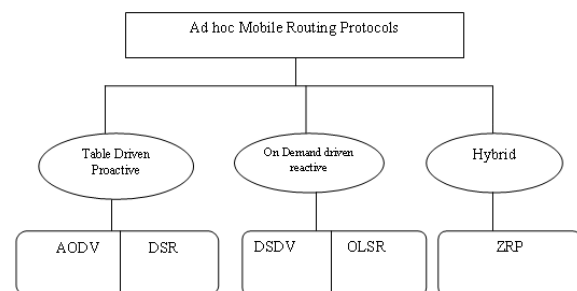 Ad hoc Mobile Routing Protocols
Table Driven
Proactive
On Demand driven
reactive
Hybrid
AODV
DSR
DSDV
OLSR
ZRP